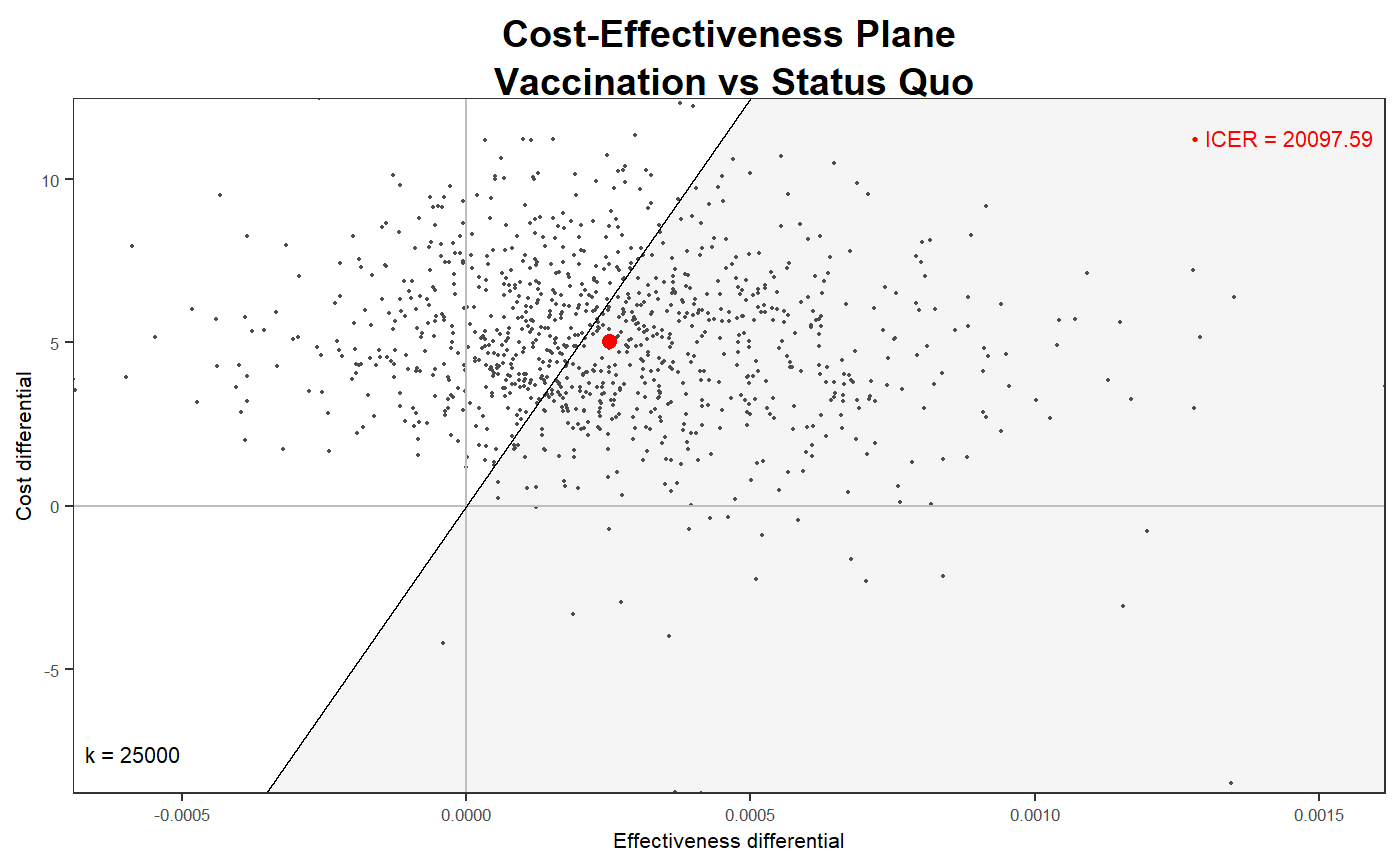 Cost-Effectiveness Plane
Vaccination vs Status Quo
• ICER = 20097.59
10
5
0
-5
Cost differential
k = 25000
-0.0005
0.0000
0.0005
0.0010
0.0015
Effectiveness differential